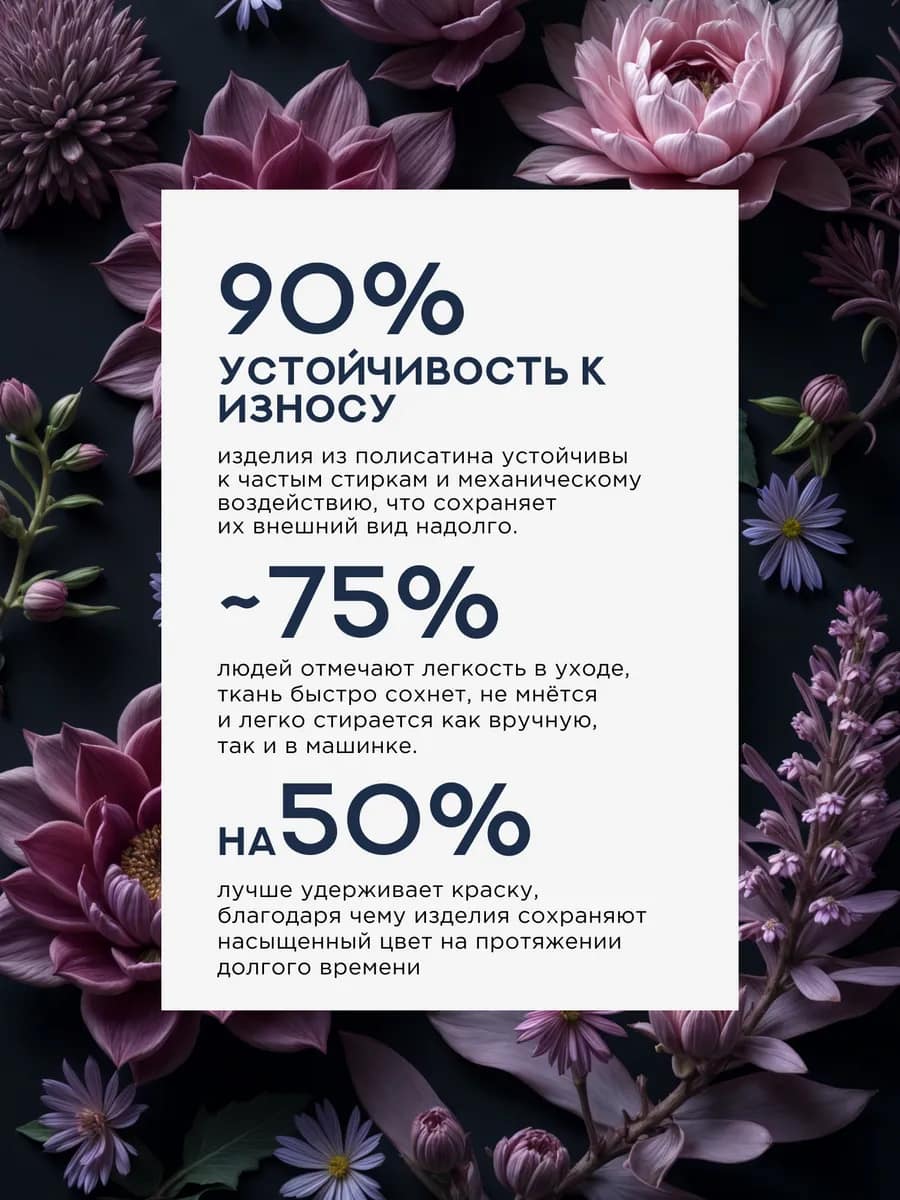 90%
УСТОЙЧИВОСТЬ К
ИЗНОСУ
изделия из полисатина устойчивы
к частым стиркам и механическому
воздействию, что сохраняет
их внешний вид надолго.
~75%
людей отмечают легкость в уходе,
ткань быстро сохнет, не мнётся
и легко стирается как вручную,
так и в машинке.
НА 50%
лучше удерживает краску,
благодаря чему изделия сохраняют
насыщенный цвет на протяжении
долгого времени